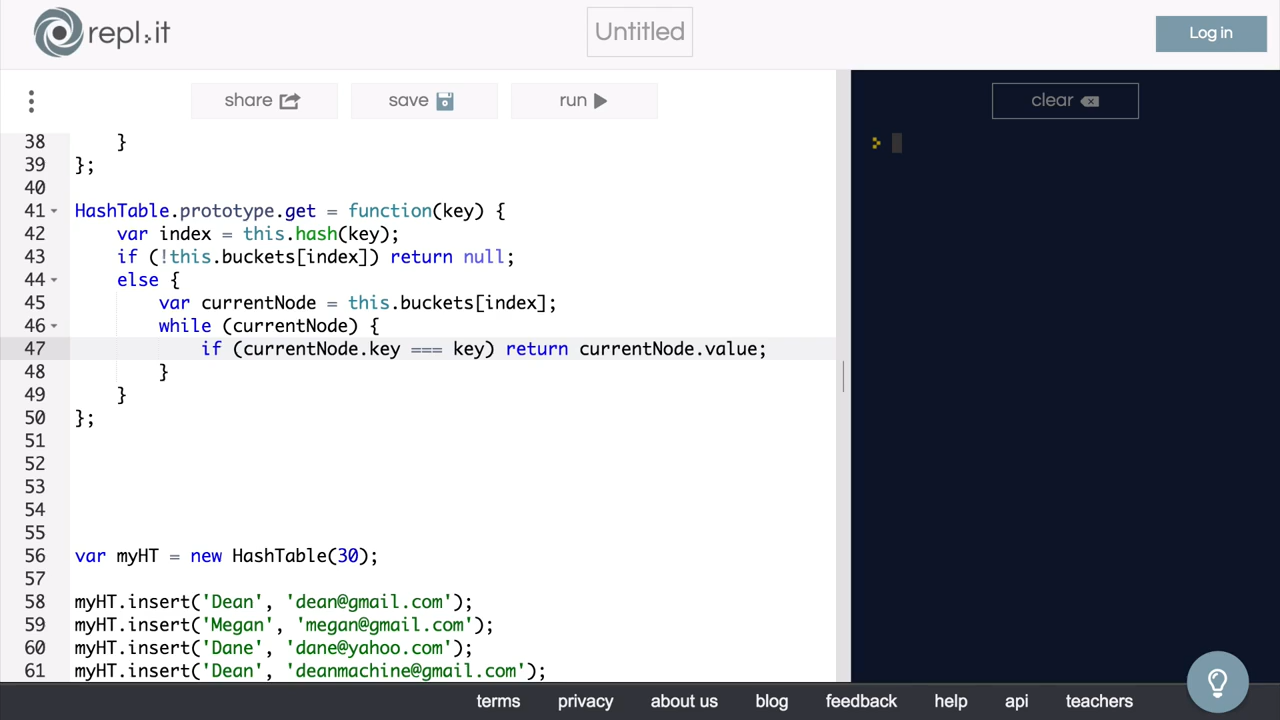 repl.it
Untitled
Log in
share
save
run
clear
38 }
39 };
40
41 HashTable.prototype.get = function(key) {
42 var index = this.hash(key);
43 if (!this.buckets[index]) return null;
44 else {
45 var currentNode = this.buckets[index];
46 while (currentNode) {
47 if (currentNode.key === key) return currentNode.value;
48 }
49 }
50 };
51
52
53
54
55
56 var myHT = new HashTable(30);
57
58 myHT.insert('Dean', 'dean@gmail.com');
59 myHT.insert('Megan', 'megan@gmail.com');
60 myHT.insert('Dane', 'dane@yahoo.com');
61 myHT.insert('Dean', 'deanmachine@gmail.com');
terms privacy about us blog feedback help api teachers